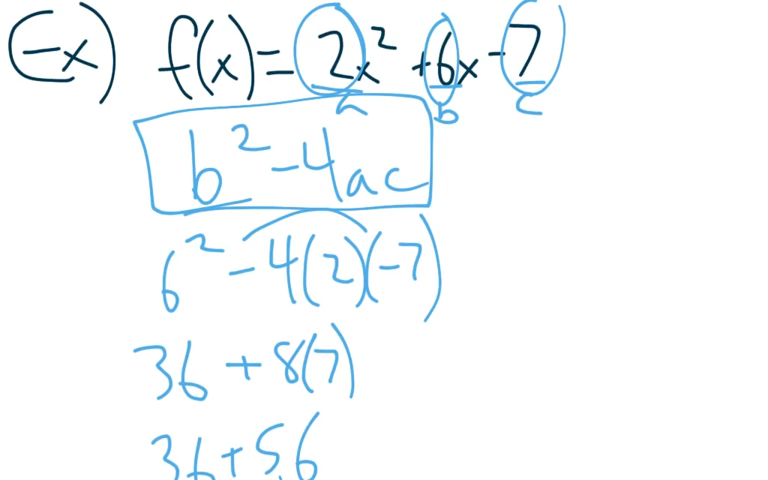 Ex) f(x) = 2x² + 6x - 7
a b c
b² - 4ac
6² - 4(2)(-7)
36 + 8(7)
36 + 56